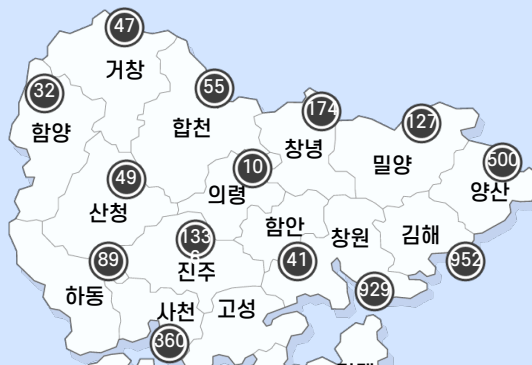 47
거창
32
함양
55
합천
174
창녕
127
밀양
500
양산
49
산청
10
의령
함안
창원
김해
133
진주
89
하동
41
952
929
사천
고성
360